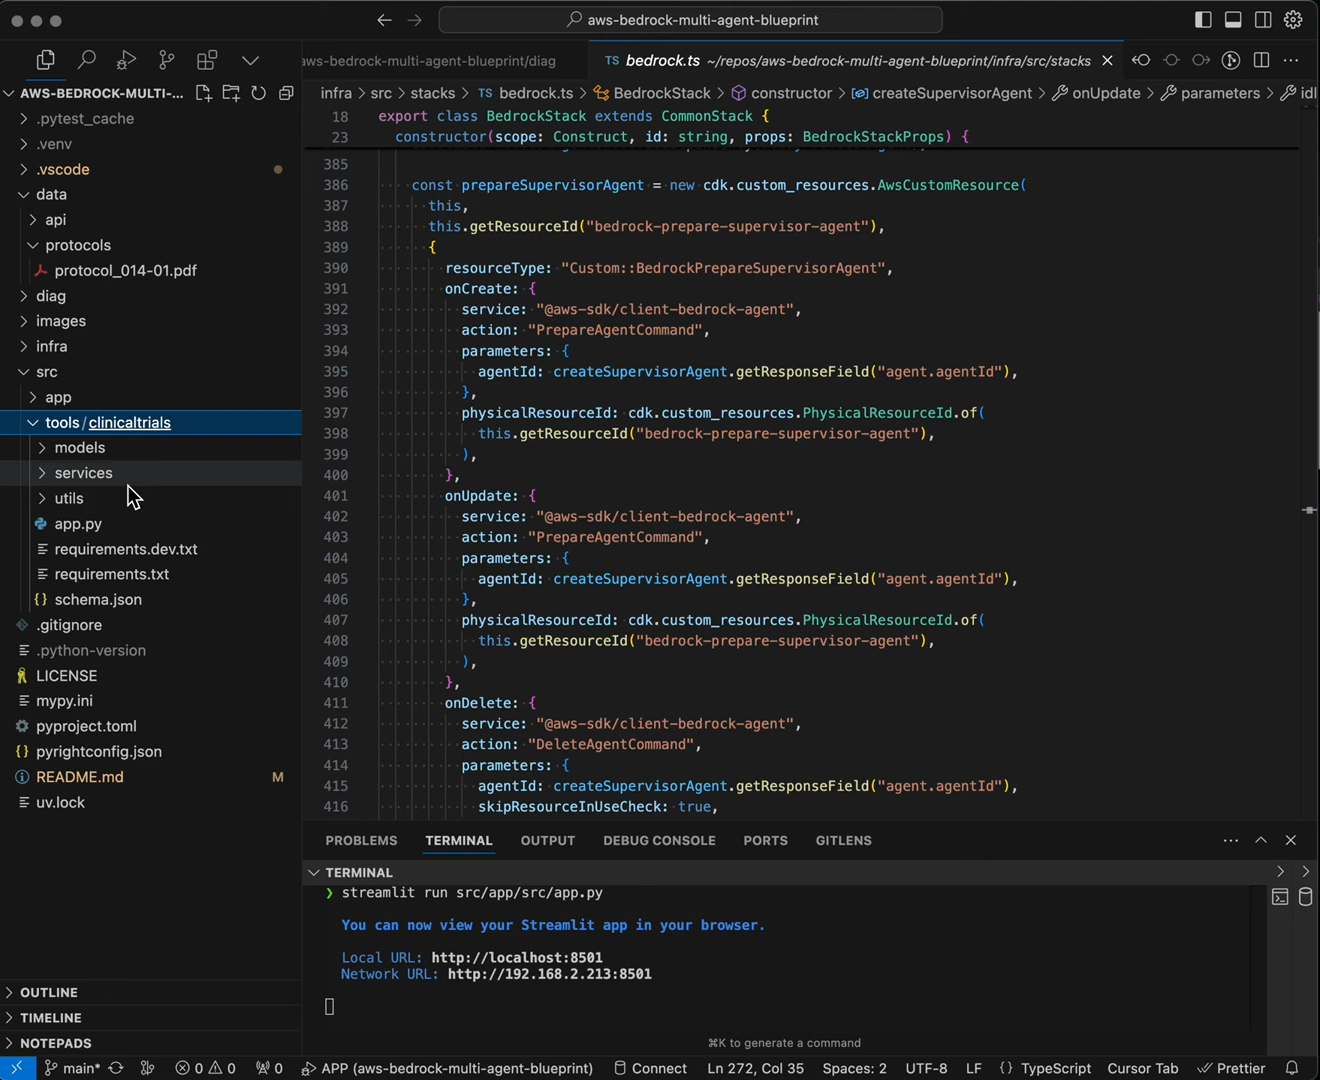 aws-bedrock-multi-agent-blueprint
aws-bedrock-multi-agent-blueprint/diag
TS bedrock.ts ~/repos/aws-bedrock-multi-agent-blueprint/infra/src/stacks
AWS-BEDROCK-MULTI-...
infra > src > stacks > TS bedrock.ts > BedrockStack > constructor > createSupervisorAgent > onUpdate > parameters > idl
.pytest_cache
.venv
.vscode
data
api
protocols
protocol_014-01.pdf
diag
images
infra
src
app
tools / clinicaltrials
models
services
utils
app.py
requirements.dev.txt
requirements.txt
{} schema.json
.gitignore
.python-version
LICENSE
mypy.ini
pyproject.toml
{} pyrightconfig.json
README.md M
uv.lock
OUTLINE
TIMELINE
NOTEPADS
18 export class BedrockStack extends CommonStack {
23 constructor(scope: Construct, id: string, props: BedrockStackProps) {
385
386 const prepareSupervisorAgent = new cdk.custom_resources.AwsCustomResource(
387 this,
388 this.getResourceId("bedrock-prepare-supervisor-agent"),
389 {
390 resourceType: "Custom::BedrockPrepareSupervisorAgent",
391 onCreate: {
392 service: "@aws-sdk/client-bedrock-agent",
393 action: "PrepareAgentCommand",
394 parameters: {
395 agentId: createSupervisorAgent.getResponseField("agent.agentId"),
396 },
397 physicalResourceId: cdk.custom_resources.PhysicalResourceId.of(
398 this.getResourceId("bedrock-prepare-supervisor-agent"),
399 ),
400 },
401 onUpdate: {
402 service: "@aws-sdk/client-bedrock-agent",
403 action: "PrepareAgentCommand",
404 parameters: {
405 agentId: createSupervisorAgent.getResponseField("agent.agentId"),
406 },
407 physicalResourceId: cdk.custom_resources.PhysicalResourceId.of(
408 this.getResourceId("bedrock-prepare-supervisor-agent"),
409 ),
410 },
411 onDelete: {
412 service: "@aws-sdk/client-bedrock-agent",
413 action: "DeleteAgentCommand",
414 parameters: {
415 agentId: createSupervisorAgent.getResponseField("agent.agentId"),
416 skipResourceInUseCheck: true,
PROBLEMS TERMINAL OUTPUT DEBUG CONSOLE PORTS GITLENS
TERMINAL
❯ streamlit run src/app/src/app.py
You can now view your Streamlit app in your browser.
Local URL: http://localhost:8501
Network URL: http://192.168.2.213:8501
⌘K to generate a command
main* 0 0 0 APP (aws-bedrock-multi-agent-blueprint) Connect Ln 272, Col 35 Spaces: 2 UTF-8 LF {} TypeScript Cursor Tab Prettier